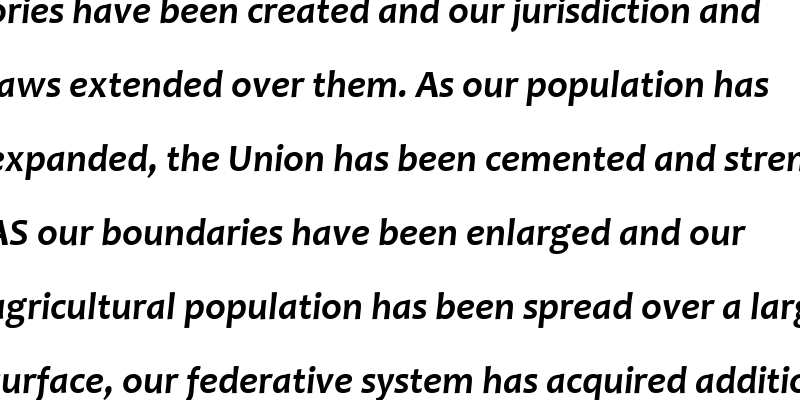 ories have been created and our jurisdiction and
laws extended over them. As our population has
expanded, the Union has been cemented and stren
AS our boundaries have been enlarged and our
agricultural population has been spread over a larg
surface, our federative system has acquired additio